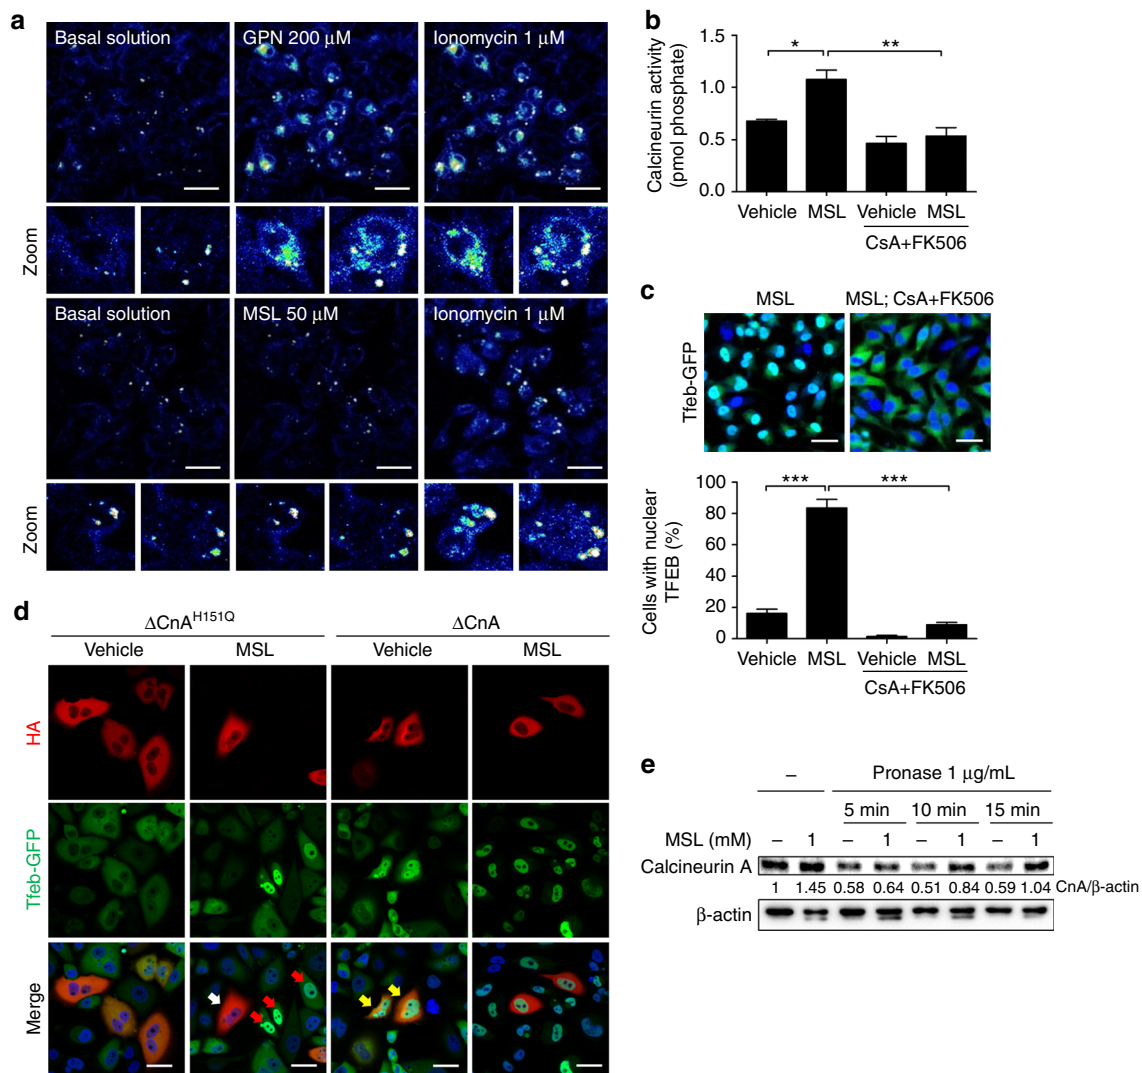 a
Basal solution
GPN 200 μM
Ionomycin 1 μM
Zoom
Basal solution
MSL 50 μM
Ionomycin 1 μM
Zoom
b
Calcineurin activity
(pmol phosphate)
1.5
1.0
0.5
0.0
*
**
Vehicle MSL Vehicle MSL
CsA+FK506
c
MSL
MSL; CsA+FK506
Tfeb-GFP
Cells with nuclear
TFEB (%)
100
80
60
40
20
0
***
***
Vehicle MSL Vehicle MSL
CsA+FK506
d
ΔCnA^H151Q
ΔCnA
Vehicle
MSL
Vehicle
MSL
HA
Tfeb-GFP
Merge
e
– Pronase 1 μg/mL
5 min 10 min 15 min
MSL (mM) – 1 – 1 – 1 – 1
Calcineurin A
1 1.45 0.58 0.64 0.51 0.84 0.59 1.04 CnA/β-actin
β-actin